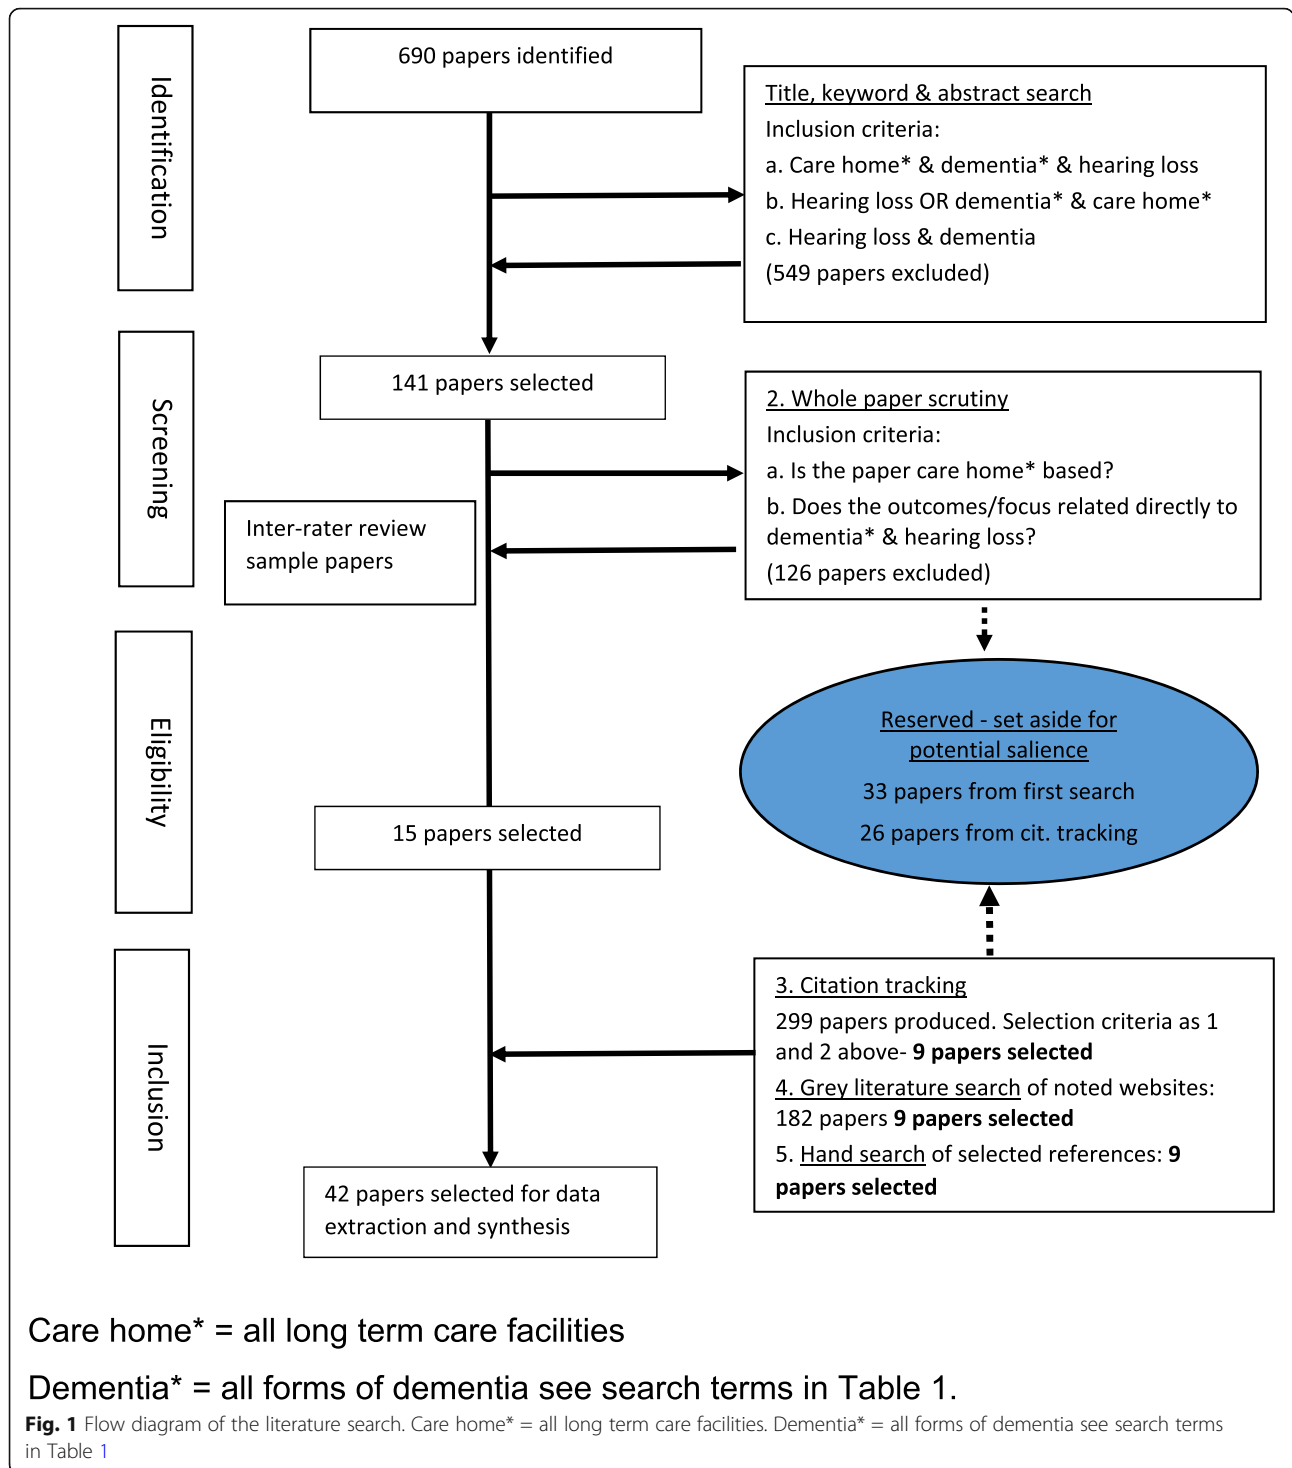 Identification
690 papers identified
Title, keyword & abstract search
Inclusion criteria:
a. Care home* & dementia* & hearing loss
b. Hearing loss OR dementia* & care home*
c. Hearing loss & dementia
(549 papers excluded)
Screening
141 papers selected
2. Whole paper scrutiny
Inclusion criteria:
a. Is the paper care home* based?
b. Does the outcomes/focus related directly to
dementia* & hearing loss?
(126 papers excluded)
Inter-rater review
sample papers
Eligibility
Reserved - set aside for
potential salience
33 papers from first search
26 papers from cit. tracking
15 papers selected
Inclusion
3. Citation tracking
299 papers produced. Selection criteria as 1
and 2 above- 9 papers selected
4. Grey literature search of noted websites:
182 papers 9 papers selected
5. Hand search of selected references: 9
papers selected
42 papers selected for data
extraction and synthesis
Care home* = all long term care facilities
Dementia* = all forms of dementia see search terms in Table 1.
Fig. 1 Flow diagram of the literature search. Care home* = all long term care facilities. Dementia* = all forms of dementia see search terms
in Table 1